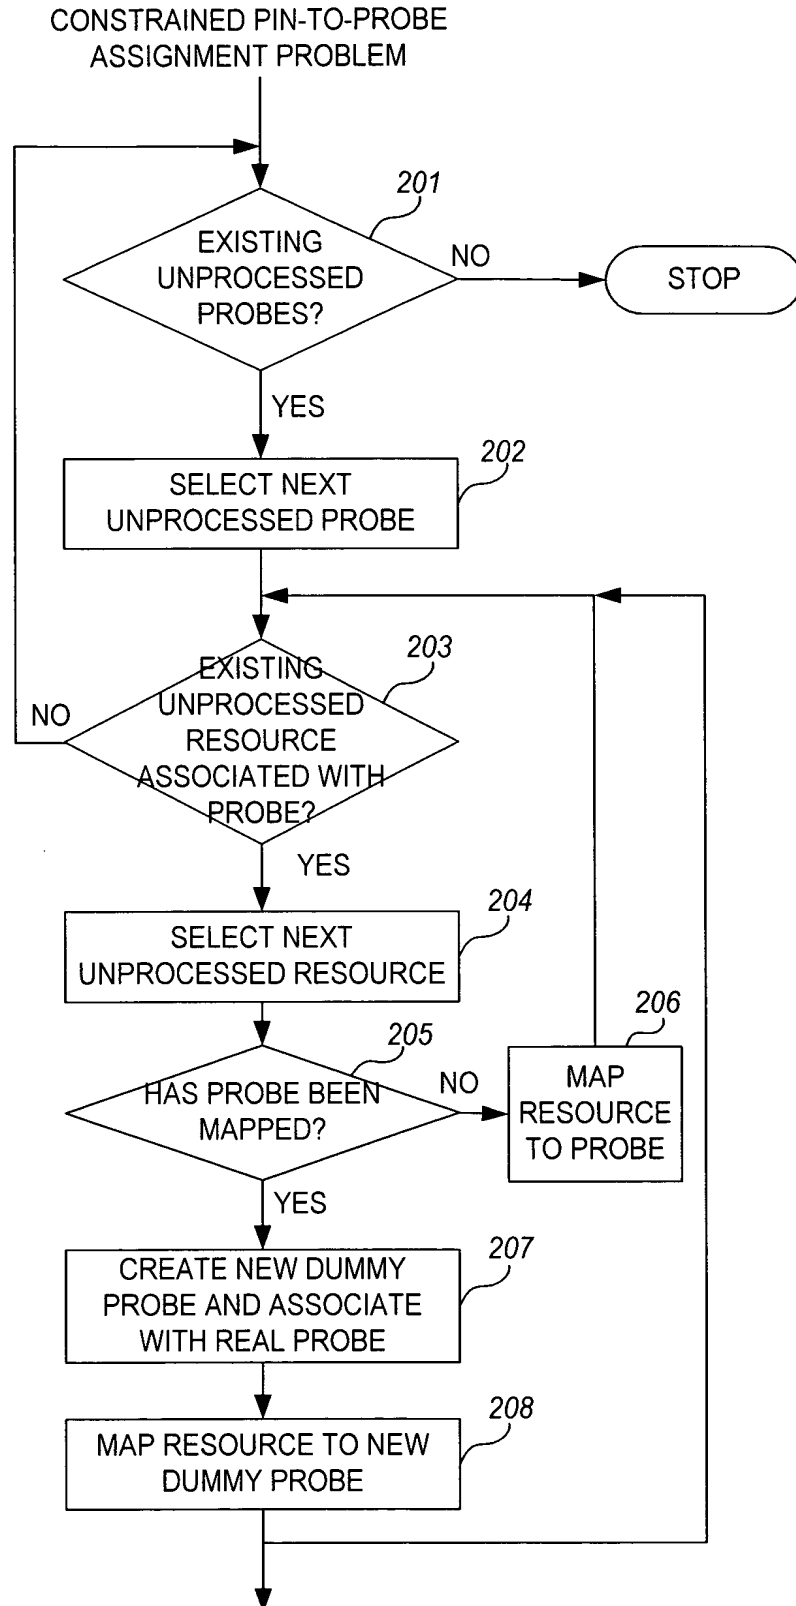 CONSTRAINED PIN-TO-PROBE
ASSIGNMENT PROBLEM
201
EXISTING
UNPROCESSED
PROBES?
NO
STOP
YES
202
SELECT NEXT
UNPROCESSED PROBE
203
EXISTING
UNPROCESSED
RESOURCE
ASSOCIATED WITH
PROBE?
NO
YES
204
SELECT NEXT
UNPROCESSED RESOURCE
205
HAS PROBE BEEN
MAPPED?
NO
206
MAP
RESOURCE
TO PROBE
YES
207
CREATE NEW DUMMY
PROBE AND ASSOCIATE
WITH REAL PROBE
208
MAP RESOURCE TO NEW
DUMMY PROBE